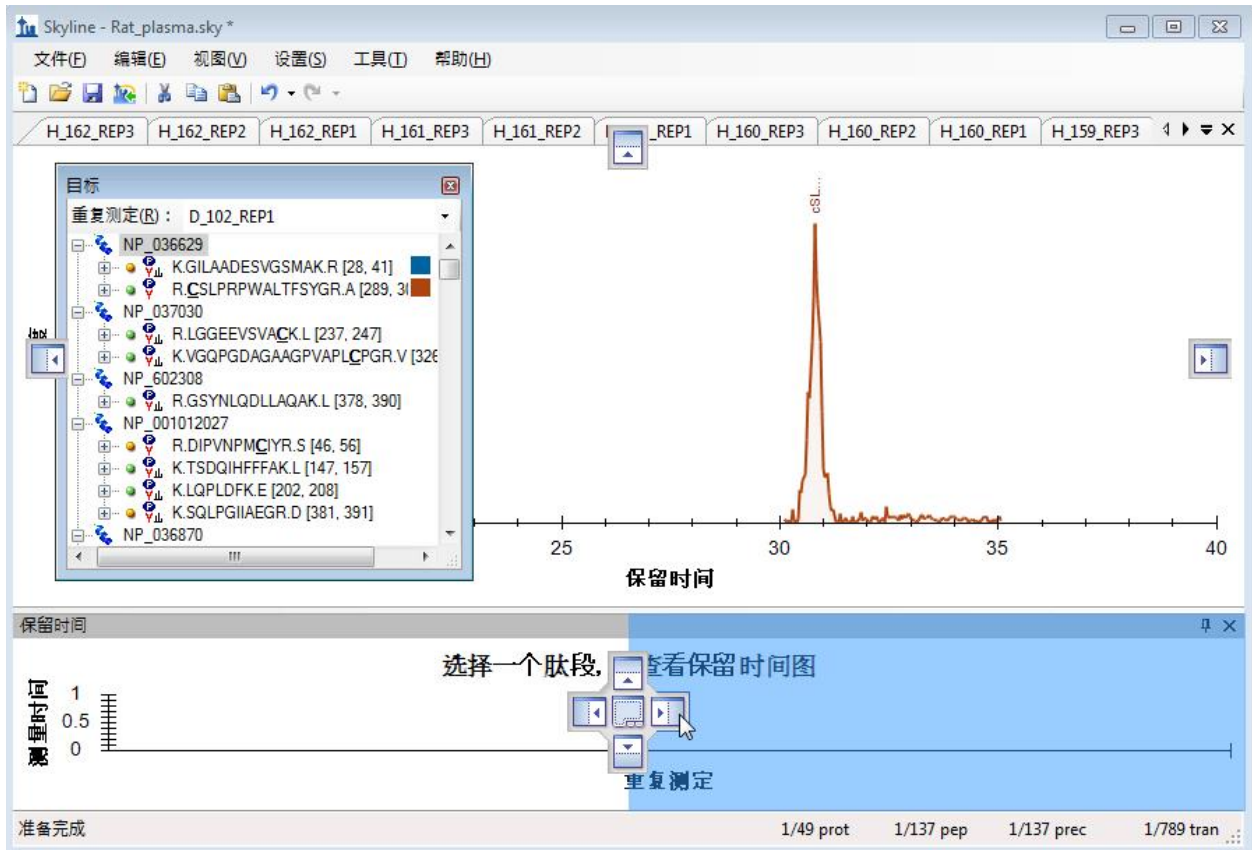 Skyline - Rat_plasma.sky *
文件(F) 编辑(E) 视图(V) 设置(S) 工具(T) 帮助(H)
H_162_REP3 H_162_REP2 H_162_REP1 H_161_REP3 H_161_REP2 _REP1 H_160_REP3 H_160_REP2 H_160_REP1 H_159_REP3
目标
重复测定(R)： D_102_REP1
NP_036629
K.GILAADESVGSMAK.R [28, 41]
R.CSLPRPWALTFSYGR.A [289, 30
NP_037030
R.LGGEEVSVACK.L [237, 247]
K.VGQPGDAGAAGPVAPLCPGR.V [326
NP_602308
R.GSYNLQDLLAQAK.L [378, 390]
NP_001012027
R.DIPVNPMCIYR.S [46, 56]
K.TSDQIHFFFAK.L [147, 157]
K.LQPLDFK.E [202, 208]
K.SQLPGIIAEGR.D [381, 391]
NP_036870
cSL...
25 30 35 40
保留时间
保留时间
选择一个肽段, 查看保留时间图
测量时间
1
0.5
0
重复测定
准备完成 1/49 prot 1/137 pep 1/137 prec 1/789 tran